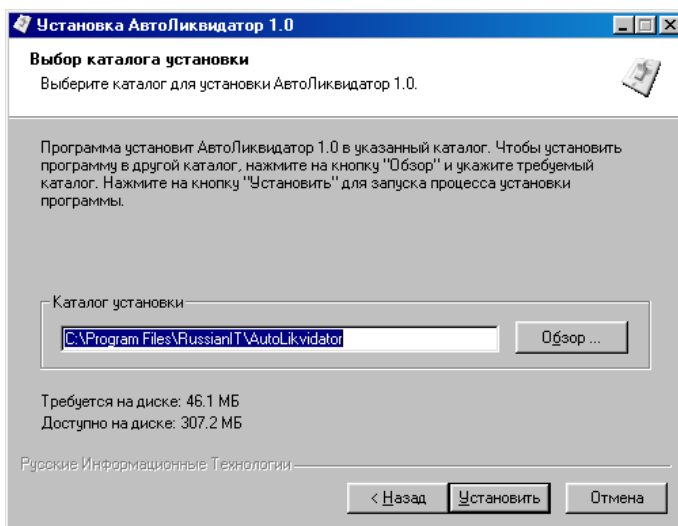 Установка АвтоЛиквидатор 1.0
Выбор каталога установки
Выберите каталог для установки АвтоЛиквидатор 1.0.
Программа установит АвтоЛиквидатор 1.0 в указанный каталог. Чтобы установить
программу в другой каталог, нажмите на кнопку "Обзор" и укажите требуемый
каталог. Нажмите на кнопку "Установить" для запуска процесса установки
программы.
Каталог установки
C:\Program Files\RussianIT\AutoLikvidator
Обзор ...
Требуется на диске: 46.1 МБ
Доступно на диске: 307.2 МБ
Русские Информационные Технологии
< Назад
Установить
Отмена